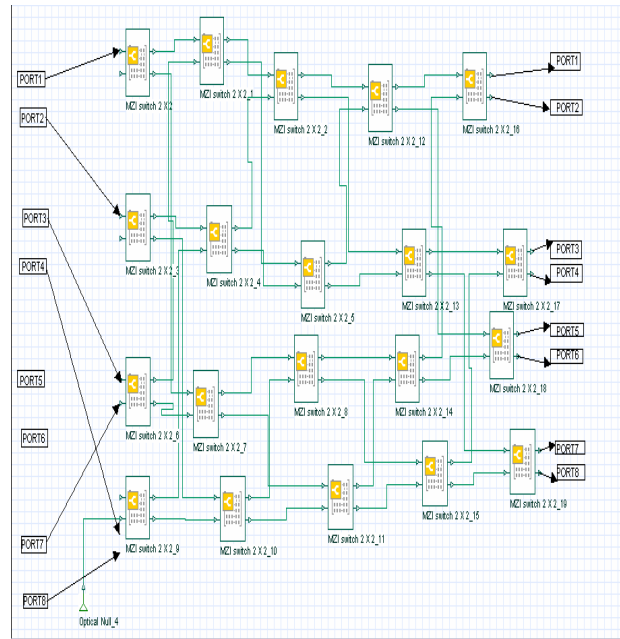 PORT1
PORT2
PORT3
PORT4
PORT5
PORT6
PORT7
PORT8
MZI switch 2 X 2
MZI switch 2 X 2_1
MZI switch 2 X 2_2
MZI switch 2 X 2_12
MZI switch 2 X 2_16
PORT1
PORT2
MZI switch 2 X 2_3
MZI switch 2 X 2_4
MZI switch 2 X 2_5
MZI switch 2 X 2_13
MZI switch 2 X 2_17
PORT3
PORT4
MZI switch 2 X 2_6
MZI switch 2 X 2_7
MZI switch 2 X 2_8
MZI switch 2 X 2_14
MZI switch 2 X 2_18
PORT5
PORT6
MZI switch 2 X 2_9
MZI switch 2 X 2_10
MZI switch 2 X 2_11
MZI switch 2 X 2_15
MZI switch 2 X 2_19
PORT7
PORT8
Optical Null_4